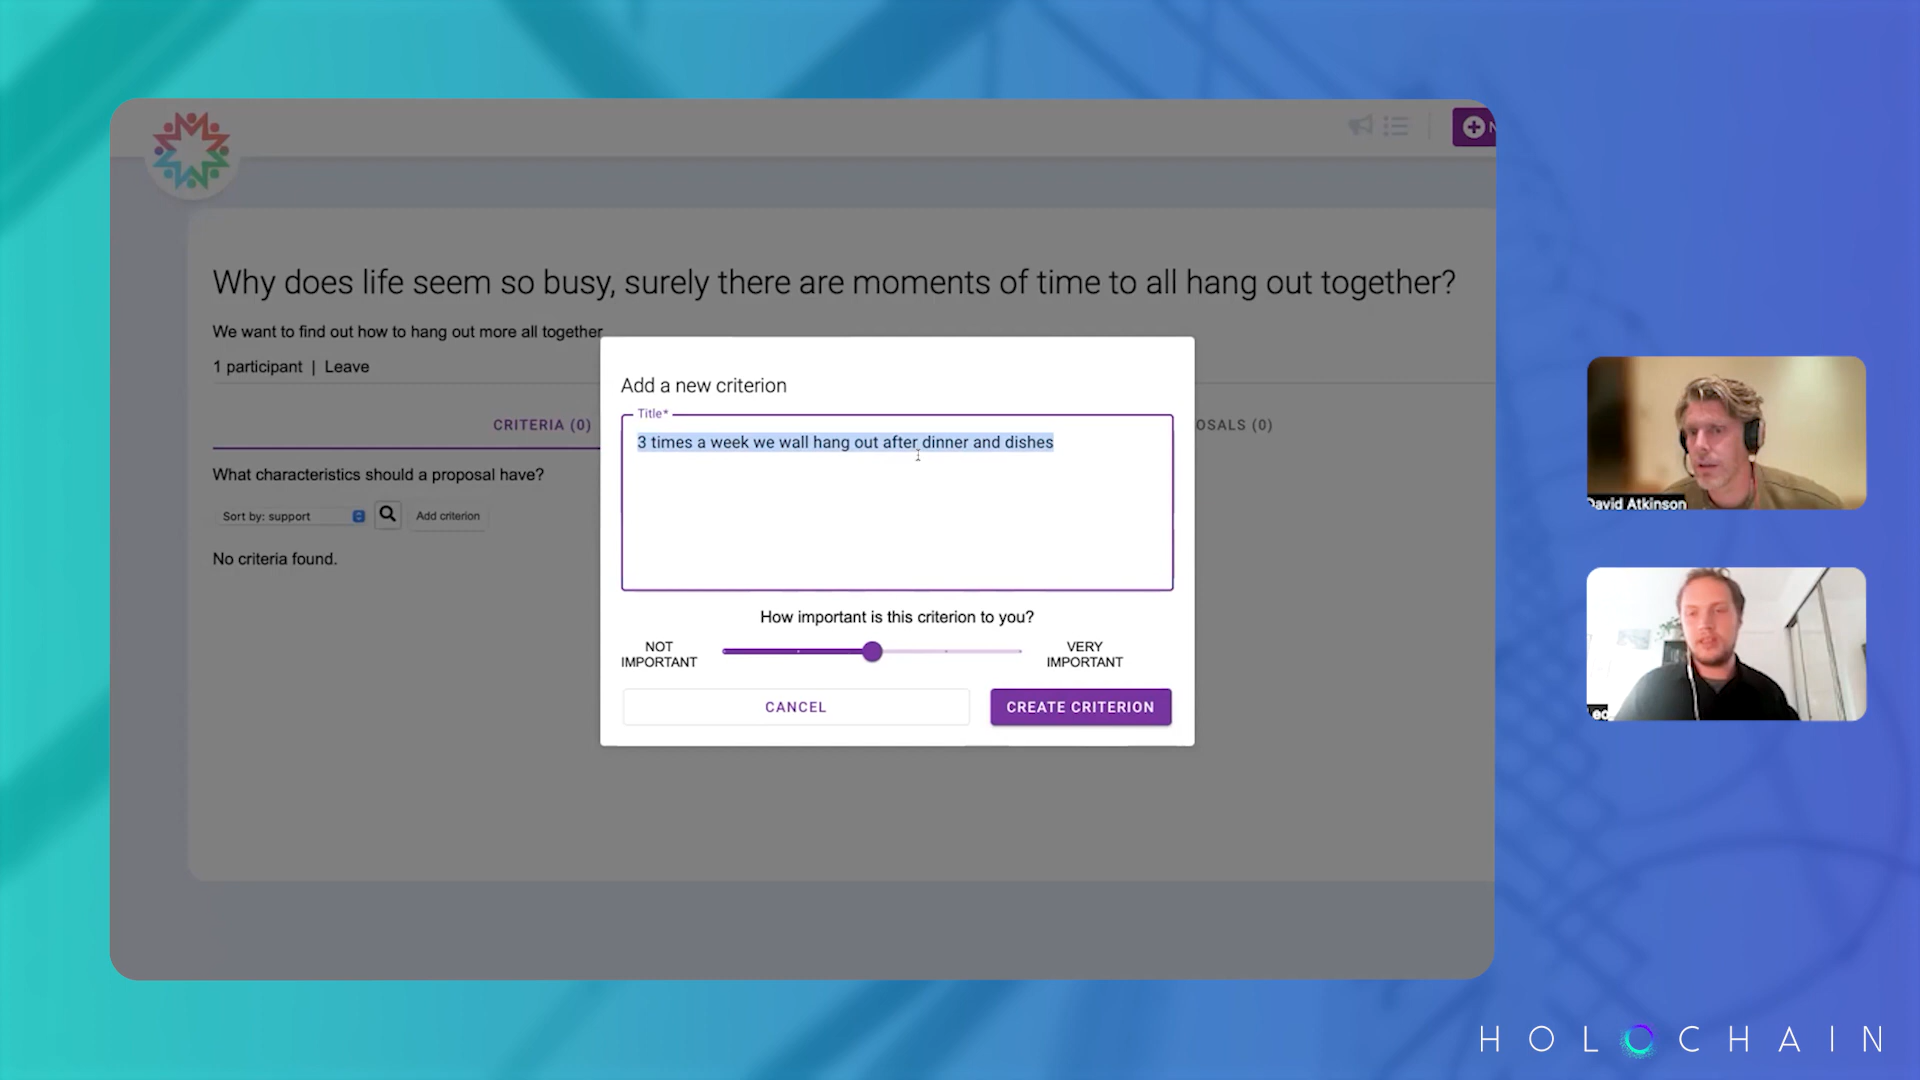 N
Why does life seem so busy, surely there are moments of time to all hang out together?
We want to find out how to hang out more all together
1 participant | Leave
CRITERIA (0)
OSALS (0)
What characteristics should a proposal have?
Sort by: support
Add criterion
No criteria found.
Add a new criterion
Title*
3 times a week we wall hang out after dinner and dishes
How important is this criterion to you?
NOT IMPORTANT
VERY IMPORTANT
CANCEL
CREATE CRITERION
David Atkinson
HOLOCHAIN